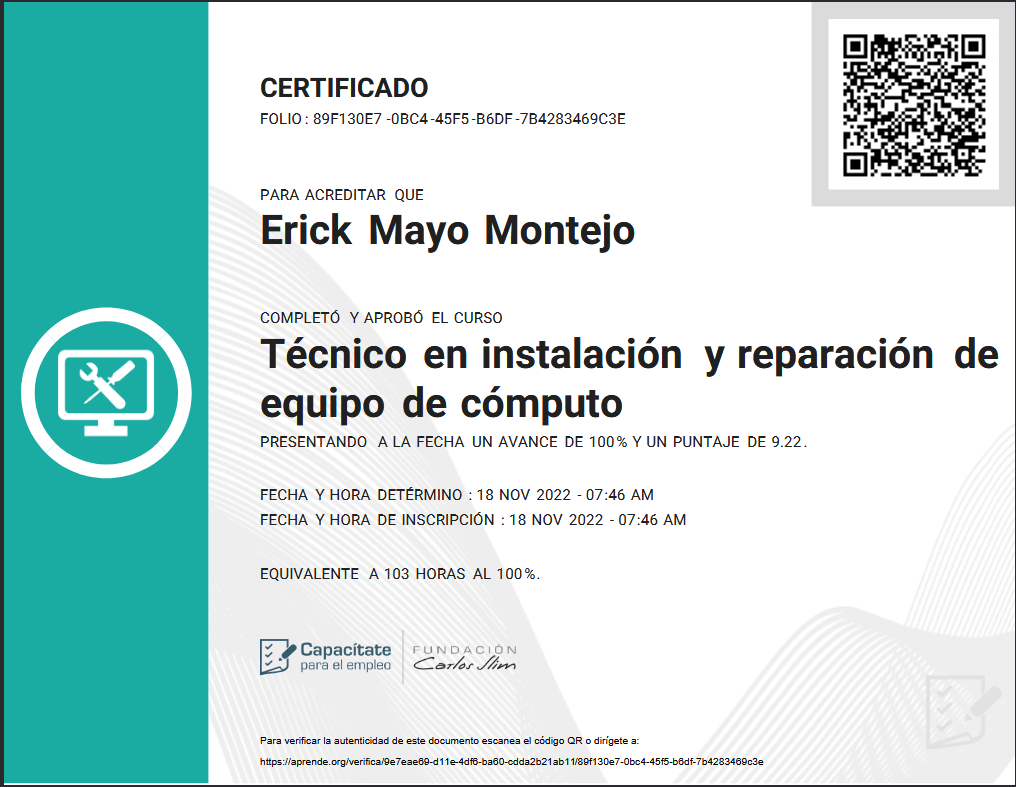 CERTIFICADO
FOLIO : 89F130E7 -0BC4-45F5-B6DF-7B4283469C3E
PARA ACREDITAR QUE
Erick Mayo Montejo
COMPLETÓ Y APROBÓ EL CURSO
Técnico en instalación y reparación de
equipo de cómputo
PRESENTANDO A LA FECHA UN AVANCE DE 100% Y UN PUNTAJE DE 9.22.
FECHA Y HORA DETÉRMINO : 18 NOV 2022 - 07:46 AM
FECHA Y HORA DE INSCRIPCIÓN : 18 NOV 2022 - 07:46 AM
EQUIVALENTE A 103 HORAS AL 100%.
Capacítate
para el empleo
FUNDACIÓN
Carlos Slim
Para verificar la autenticidad de este documento escanea el código QR o dirígete a:
https://aprende.org/verifica/9e7eae69-d11e-4df6-ba60-cdda2b21ab11/89f130e7-0bc4-45f5-b6df-7b4283469c3e